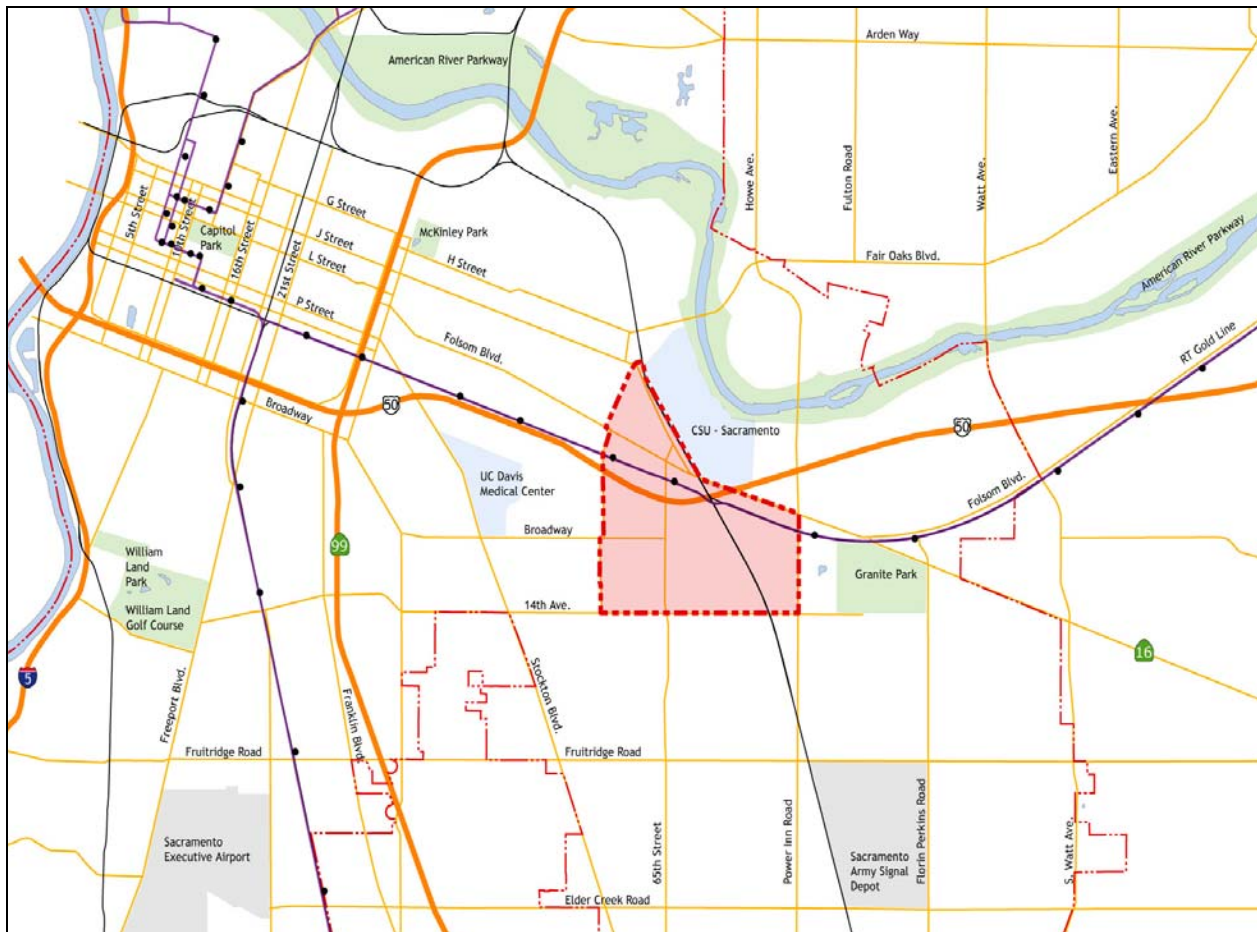 Arden Way
American River Parkway
Howe Ave.
Fulton Road
Watt Ave.
Eastern Ave.
5th Street
Capitol
Park
16th Street
21st Street
G Street
J Street
L Street
P Street
McKinley Park
H Street
Fair Oaks Blvd.
American River Parkway
RT Gold Line
Folsom Blvd.
Broadway
50
CSU - Sacramento
50
UC Davis
Medical Center
Folsom Blvd.
Broadway
99
William
Land
Park
William Land
Golf Course
Granite Park
14th Ave.
16
5
Freeport Blvd.
Franklin Blvd.
Stockton Blvd.
Fruitridge Road
Fruitridge Road
Sacramento
Executive Airport
65th Street
Power Inn Road
Sacramento
Army Signal
Depot
Florin Perkins Road
S. Watt Ave.
Elder Creek Road